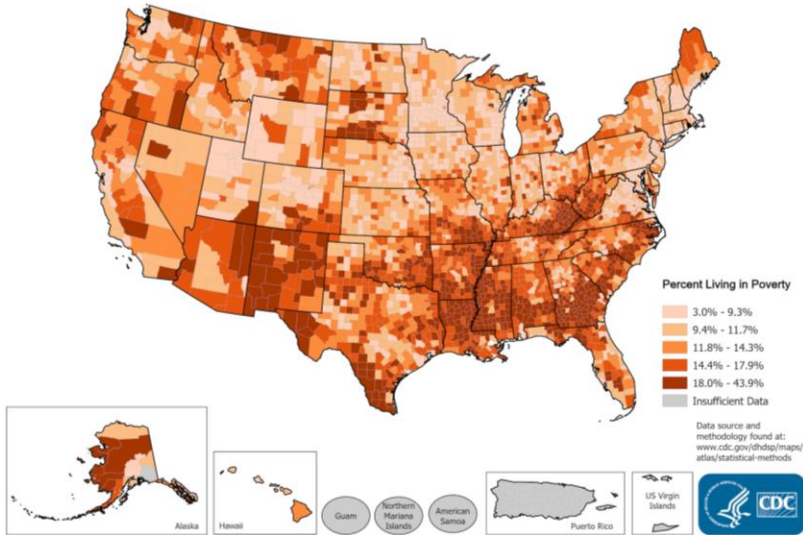 Percent Living in Poverty
3.0% - 9.3%
9.4% - 11.7%
11.8% - 14.3%
14.4% - 17.9%
18.0% - 43.9%
Insufficient Data
Data source and
methodology found at:
www.cdc.gov/dhdsp/maps/
atlas/statistical-methods
Alaska
Hawaii
Guam
Northern
Mariana
Islands
American
Samoa
Puerto Rico
US Virgin
Islands
CDC